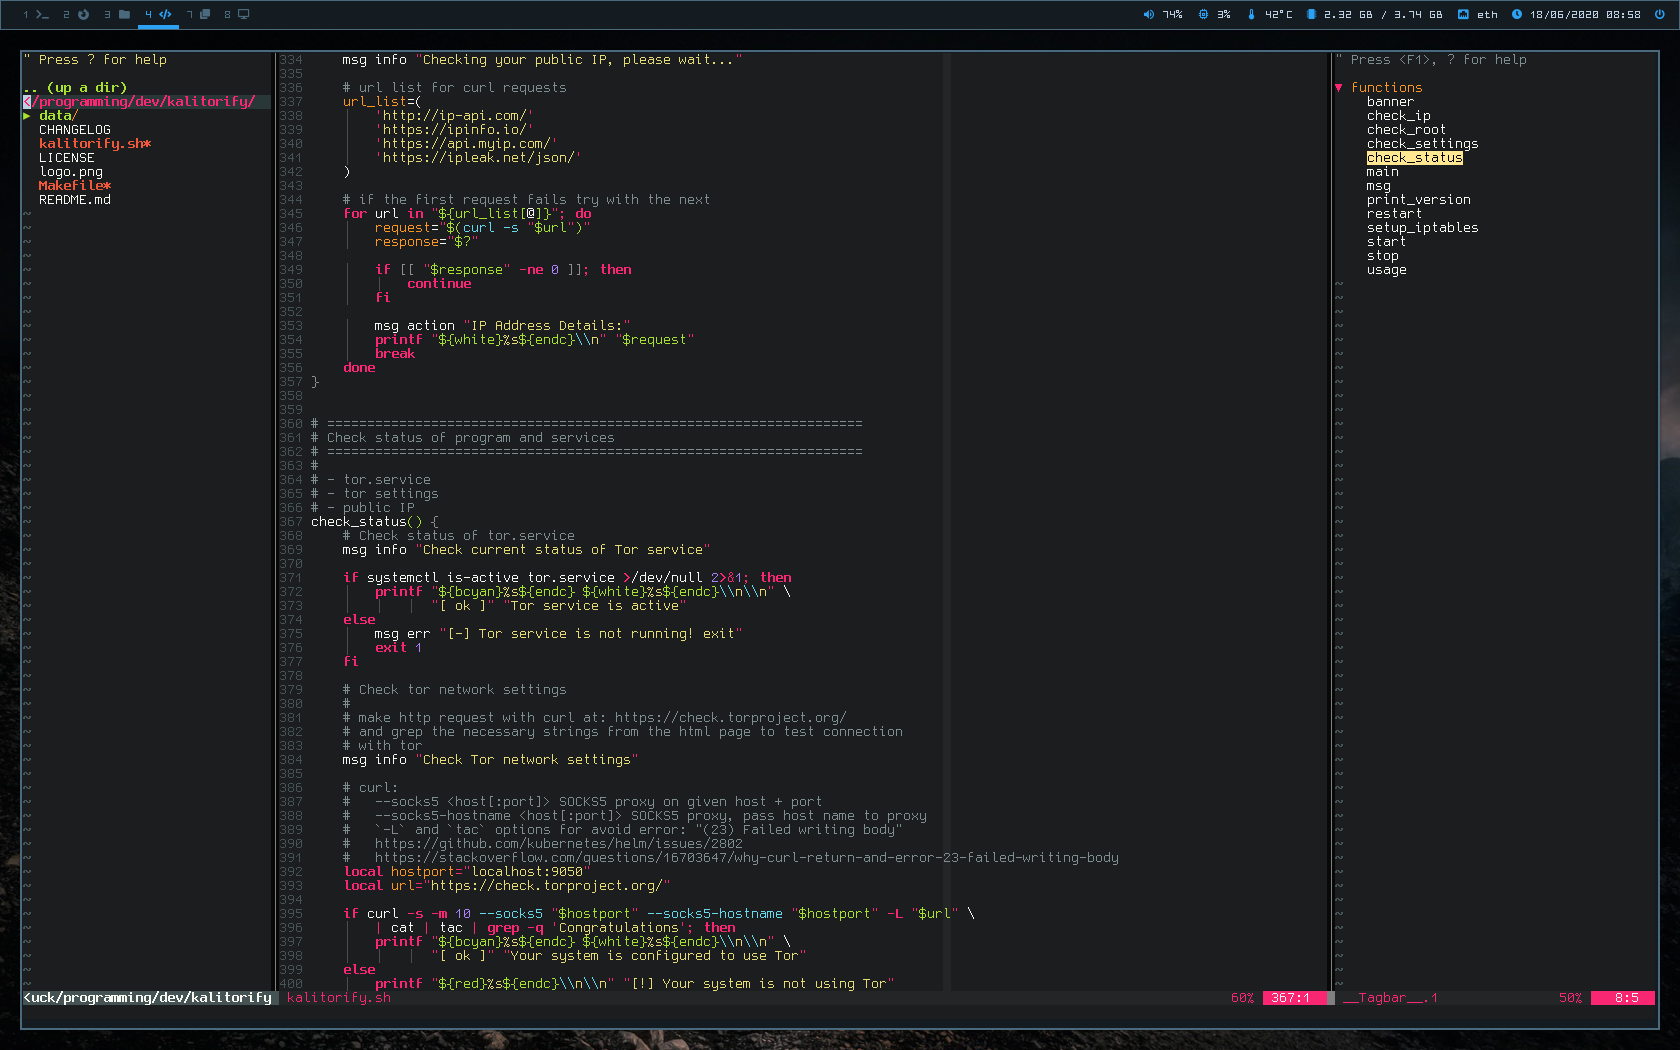 1 >_ 2 3 4 </> 7 8
74% 3% 42°C 2.32 GB / 3.74 GB eth 18/06/2020 08:58
" Press ? for help
.. (up a dir)
</programming/dev/kalitorify/
▶ data/
CHANGELOG
kalitorify.sh*
LICENSE
logo.png
Makefile*
README.md
<uck/programming/dev/kalitorify
334 msg info "Checking your public IP, please wait..."
335
336 # url list for curl requests
337 url_list=(
338 'http://ip-api.com/'
339 'https://ipinfo.io/'
340 'https://api.myip.com/'
341 'https://ipleak.net/json/'
342 )
343
344 # if the first request fails try with the next
345 for url in "${url_list[@]}"; do
346 request="$(curl -s "$url")"
347 response="$?"
348
349 if [[ "$response" -ne 0 ]]; then
350 continue
351 fi
352
353 msg action "IP Address Details:"
354 printf "${white}%s${endc}\\n" "$request"
355 break
356 done
357 }
358
359
360 # ===================================================================
361 # Check status of program and services
362 # ===================================================================
363 #
364 # - tor.service
365 # - tor settings
366 # - public IP
367 check_status() {
368 # Check status of tor.service
369 msg info "Check current status of Tor service"
370
371 if systemctl is-active tor.service >/dev/null 2>&1; then
372 printf "${bcyan}%s${endc} ${white}%s${endc}\\n\\n" \
373 "[ ok ]" "Tor service is active"
374 else
375 msg err "[-] Tor service is not running! exit"
376 exit 1
377 fi
378
379 # Check tor network settings
380 #
381 # make http request with curl at: https://check.torproject.org/
382 # and grep the necessary strings from the html page to test connection
383 # with tor
384 msg info "Check Tor network settings"
385
386 # curl:
387 # --socks5 <host[:port]> SOCKS5 proxy on given host + port
388 # --socks5-hostname <host[:port]> SOCKS5 proxy, pass host name to proxy
389 # `-L` and `tac` options for avoid error: "(23) Failed writing body"
390 # https://github.com/kubernetes/helm/issues/2802
391 # https://stackoverflow.com/questions/16703647/why-curl-return-and-error-23-failed-writing-body
392 local hostport="localhost:9050"
393 local url="https://check.torproject.org/"
394
395 if curl -s -m 10 --socks5 "$hostport" --socks5-hostname "$hostport" -L "$url" \
396 | cat | tac | grep -q 'Congratulations'; then
397 printf "${bcyan}%s${endc} ${white}%s${endc}\\n\\n" \
398 "[ ok ]" "Your system is configured to use Tor"
399 else
400 printf "${red}%s${endc}\\n\\n" "[!] Your system is not using Tor"
kalitorify.sh 60% 367:1
" Press <F1>, ? for help
▼ functions
banner
check_ip
check_root
check_settings
check_status
main
msg
print_version
restart
setup_iptables
start
stop
usage
__Tagbar__.1 50% 8:5